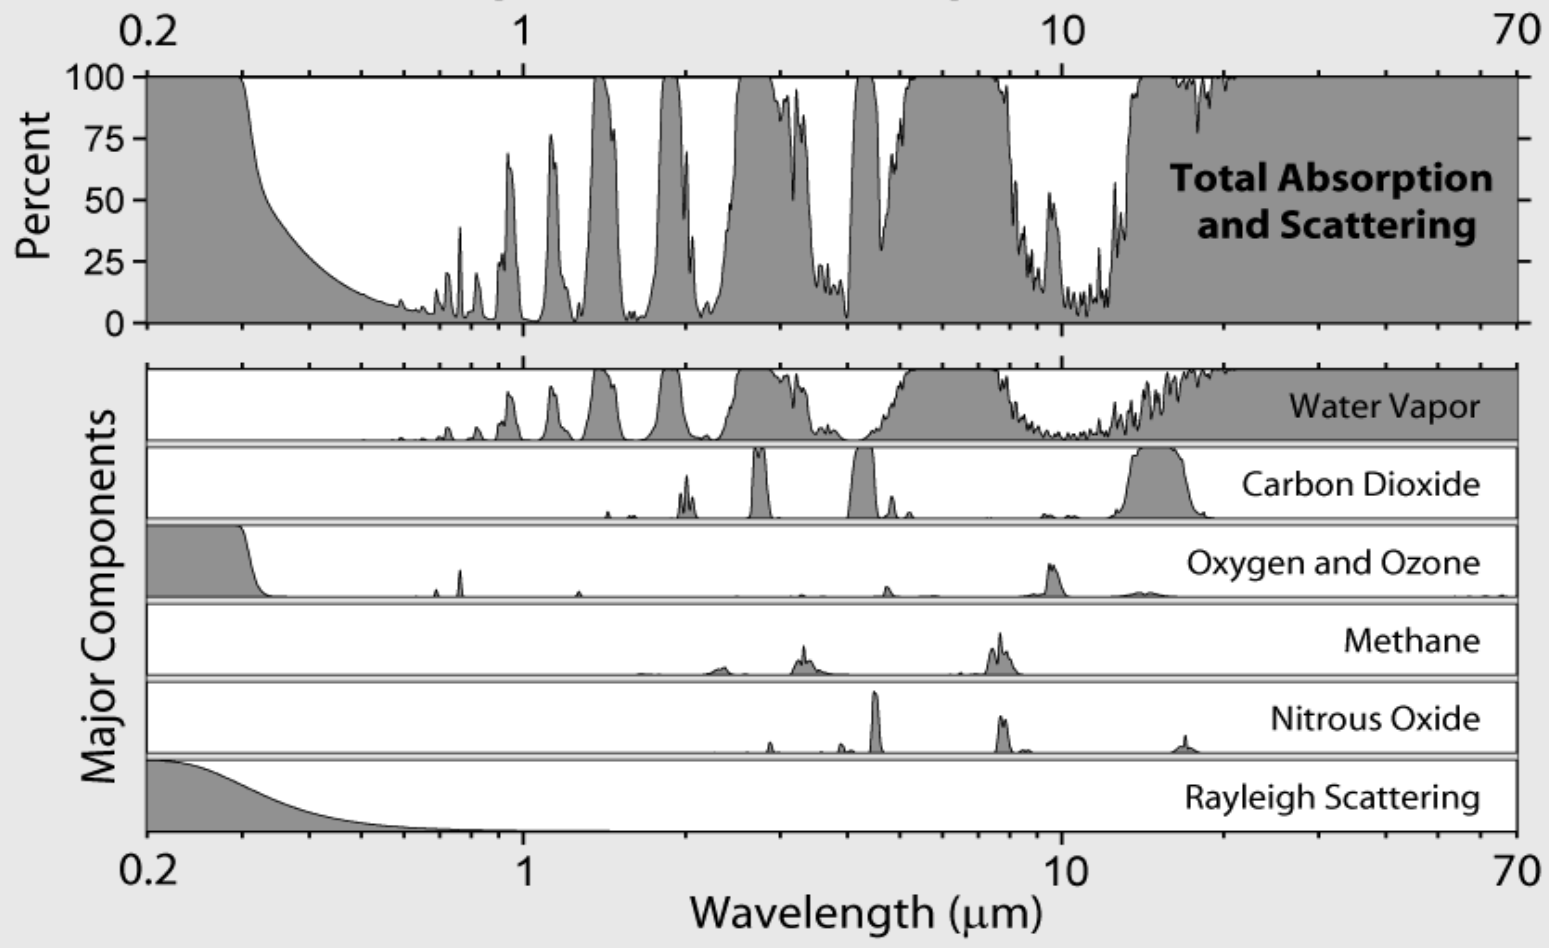 0.2 1 10 70
100
75
50
25
0
Percent
Total Absorption
and Scattering
Major Components
Water Vapor
Carbon Dioxide
Oxygen and Ozone
Methane
Nitrous Oxide
Rayleigh Scattering
0.2 1 10 70
Wavelength (μm)